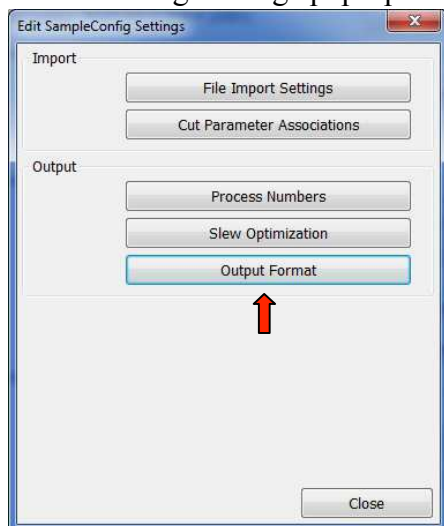 Edit SampleConfig Settings
Import
File Import Settings
Cut Parameter Associations
Output
Process Numbers
Slew Optimization
Output Format
Close